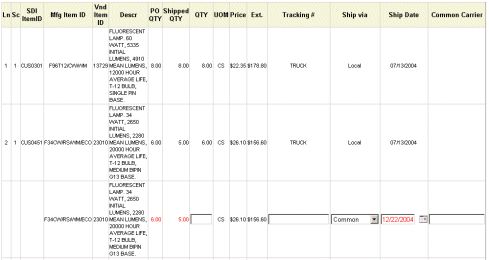 Ln Sc SDI ItemID Mfg Item ID Vnd Item ID Descr PO QTY Shipped QTY QTY UOM Price Ext. Tracking # Ship via Ship Date Common Carrier
FLUORESCENT
LAMP. 60
WATT, 5335
INITIAL
LUMENS, 4910
1 1 CUS0301 F96T12/CW/WM 13729 MEAN LUMENS, 8.00 8.00 8.00 CS $22.35 $178.80 TRUCK Local 07/13/2004
12000 HOUR
AVERAGE LIFE,
T-12 BULB,
SINGLE PIN
BASE.
FLUORESCENT
LAMP. 34
WATT, 2650
INITIAL
LUMENS, 2280
2 1 CUS0451 F34CW/RS/WM/ECO 23010 MEAN LUMENS, 6.00 5.00 6.00 CS $26.10 $156.60 TRUCK Local 07/13/2004
20000 HOUR
AVERAGE LIFE,
T-12 BULB,
MEDIUM BIPIN
G13 BASE.
FLUORESCENT
LAMP. 34
WATT, 2650
INITIAL
LUMENS, 2280
F34CW/RS/WM/ECO 23010 MEAN LUMENS, 6.00 5.00 CS $26.10 $156.60 Common 12/22/2004
20000 HOUR
AVERAGE LIFE,
T-12 BULB,
MEDIUM BIPIN
G13 BASE.